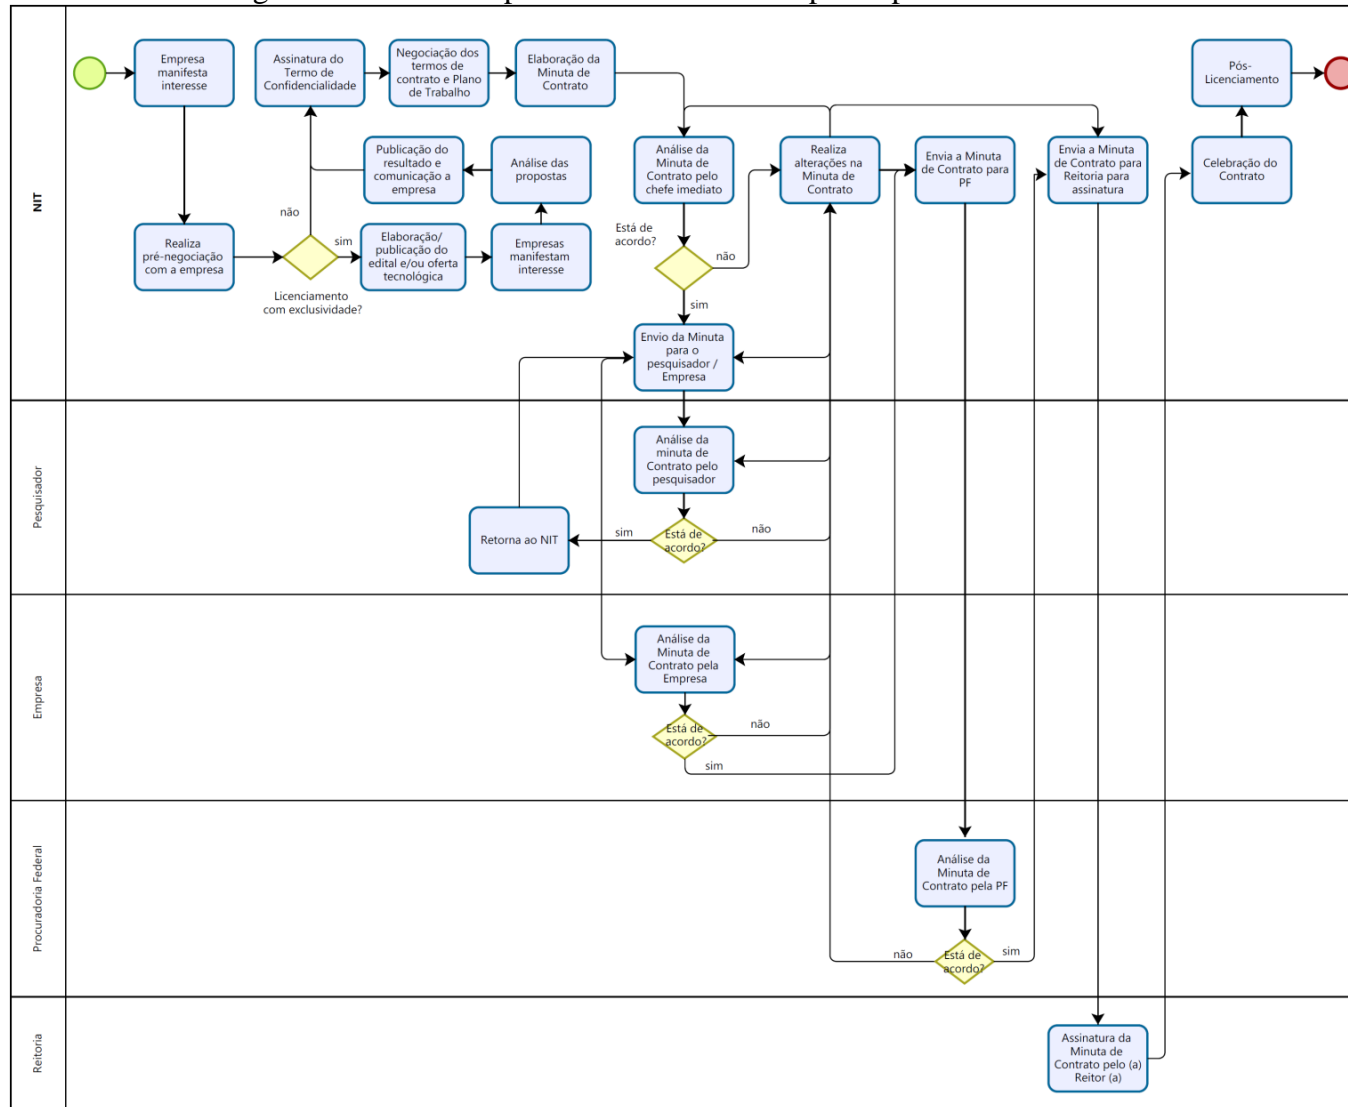 NIT
Empresa
manifesta
interesse
Assinatura do
Termo de
Confidencialidade
Negociação dos
termos de
contrato e Plano
de Trabalho
Elaboração da
Minuta de
Contrato
Pós-
Licenciamento
Publicação do
resultado e
comunicação a
empresa
Análise das
propostas
Análise da
Minuta de
Contrato pelo
chefe imediato
Realiza
alterações na
Minuta de
Contrato
Envia a Minuta
de Contrato para
PF
Envia a Minuta
de Contrato para
Reitoria para
assinatura
Celebração do
Contrato
não
sim
Realiza
pré-negociação
com a empresa
Licenciamento
com exclusividade?
Elaboração/
publicação do
edital e/ou oferta
tecnológica
Empresas
manifestam
interesse
Está de
acordo?
não
sim
Envio da Minuta
para o
pesquisador /
Empresa
Pesquisador
Análise da
minuta de
Contrato pelo
pesquisador
Retorna ao NIT
sim
Está de
acordo?
não
Empresa
Análise da
Minuta de
Contrato pela
Empresa
Está de
acordo?
não
sim
Procuradoria Federal
Análise da
Minuta de
Contrato pela PF
não
Está de
acordo?
sim
Reitoria
Assinatura da
Minuta de
Contrato pelo (a)
Reitor (a)